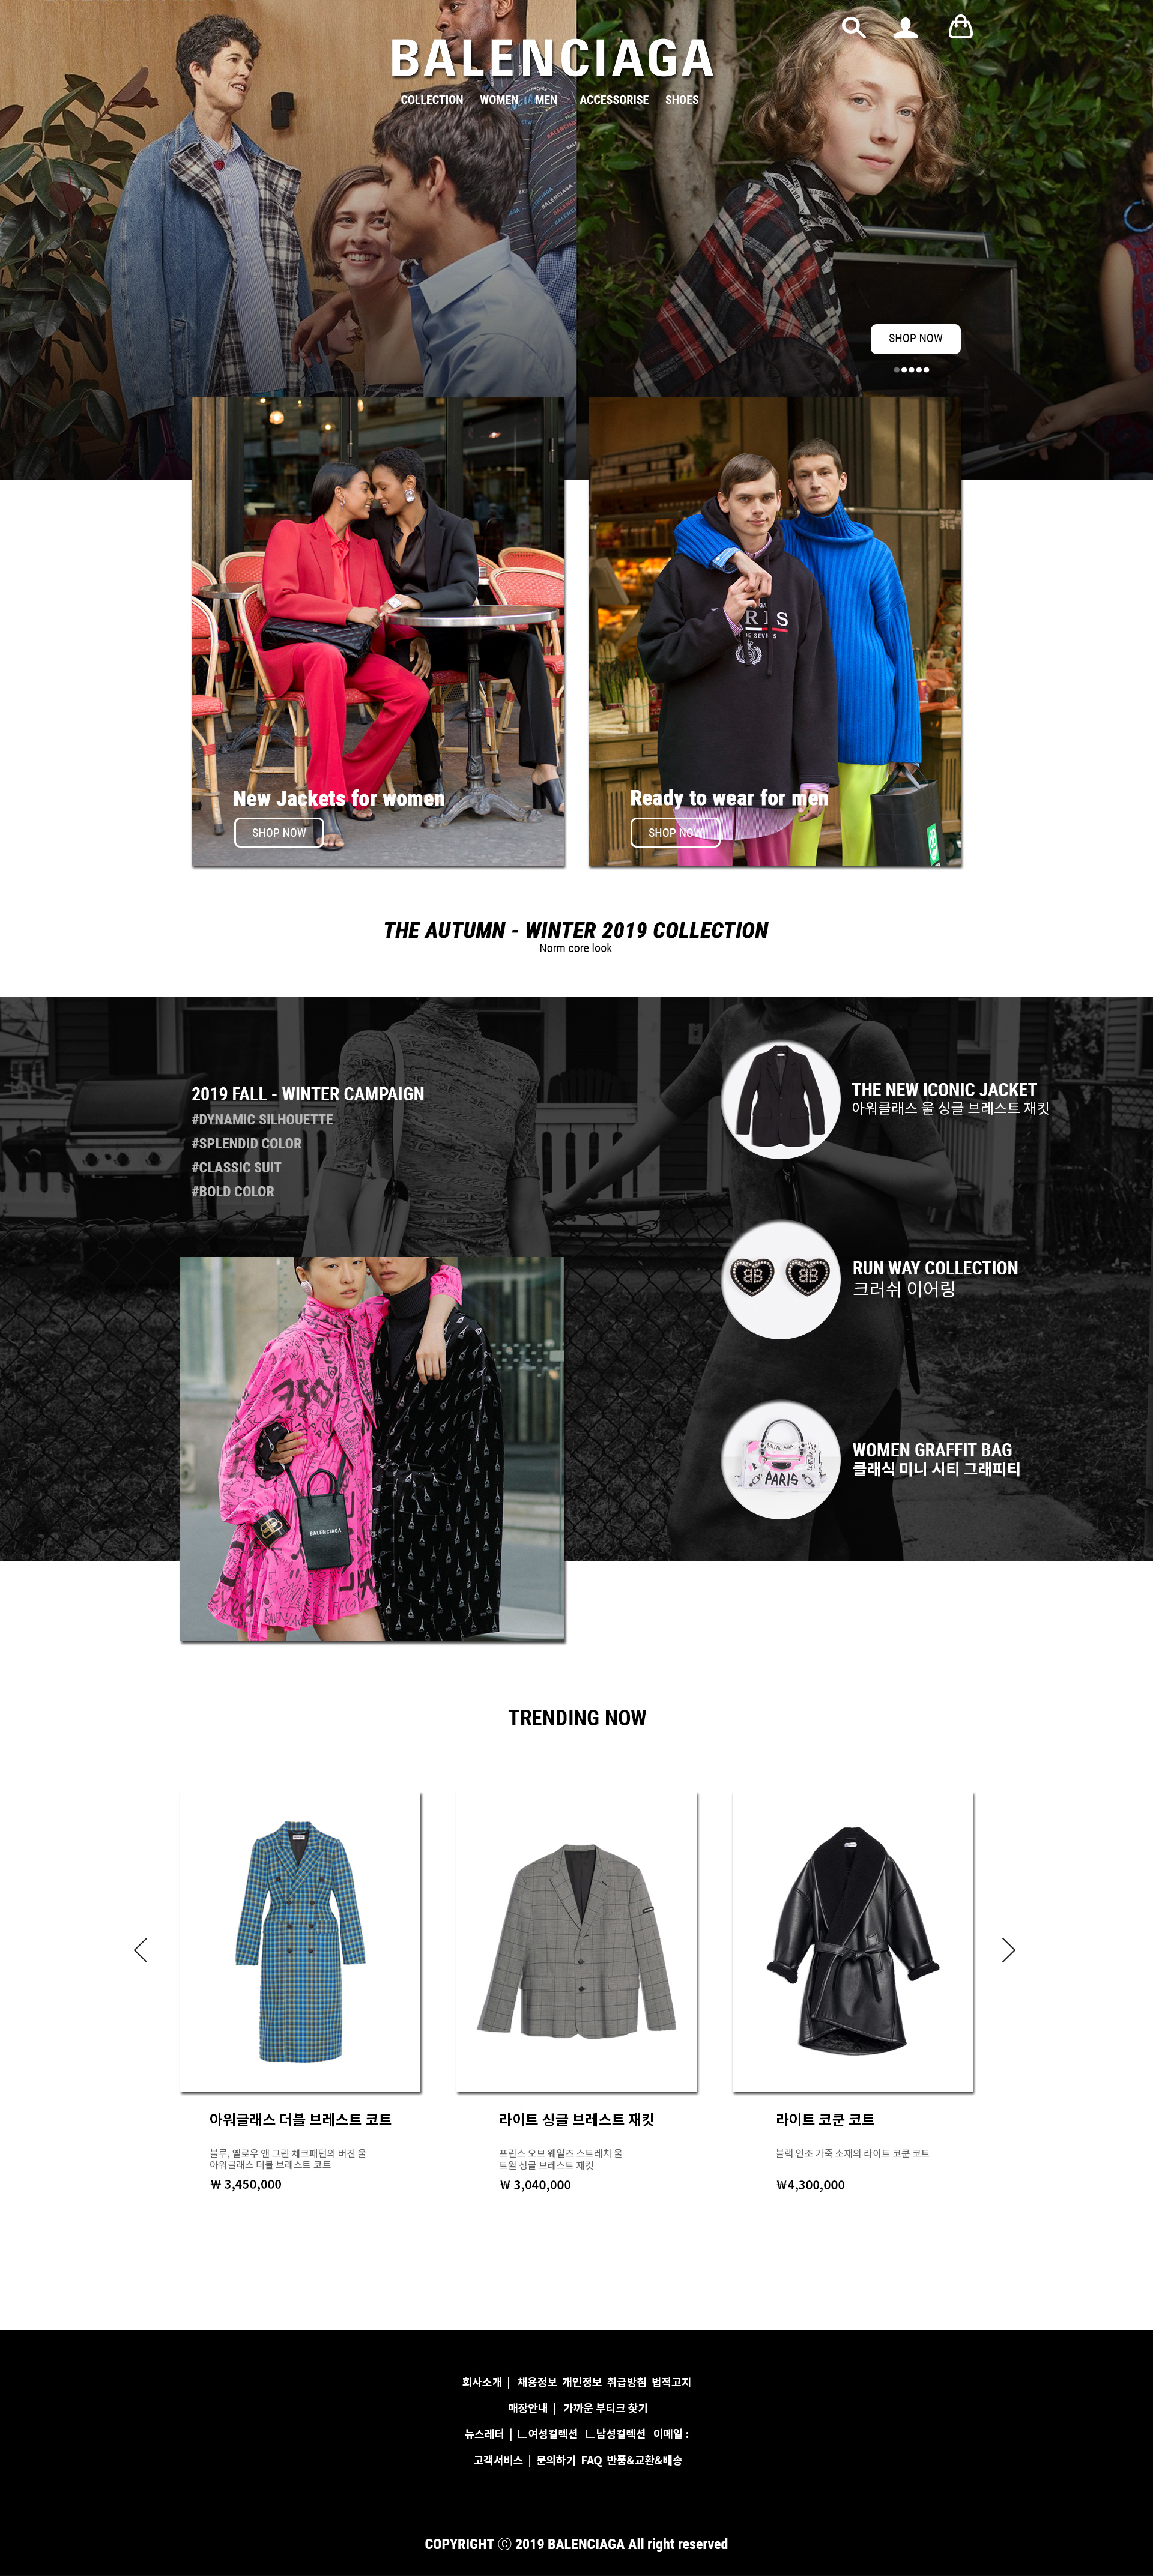 BALENCIAGA
COLLECTION WOMEN MEN ACCESSORISE SHOES
SHOP NOW
New Jackets for women
SHOP NOW
Ready to wear for men
SHOP NOW
THE AUTUMN - WINTER 2019 COLLECTION
Norm core look
2019 FALL - WINTER CAMPAIGN
#DYNAMIC SILHOUETTE
#SPLENDID COLOR
#CLASSIC SUIT
#BOLD COLOR
THE NEW ICONIC JACKET
아워클래스 울 싱글 브레스트 재킷
RUN WAY COLLECTION
크러쉬 이어링
WOMEN GRAFFIT BAG
클래식 미니 시티 그래피티
BALENCIAGA
TRENDING NOW
아워글래스 더블 브레스트 코트
블루, 옐로우 앤 그린 체크패턴의 버진 울
아워글래스 더블 브레스트 코트
₩ 3,450,000
라이트 싱글 브레스트 재킷
프린스 오브 웨일즈 스트레치 울
트윌 싱글 브레스트 재킷
₩ 3,040,000
라이트 코쿤 코트
블랙 인조 가죽 소재의 라이트 코쿤 코트
₩4,300,000
회사소개 | 채용정보 개인정보 취급방침 법적고지
매장안내 | 가까운 부티크 찾기
뉴스레터 | □여성컬렉션 □남성컬렉션 이메일 :
고객서비스 | 문의하기 FAQ 반품&교환&배송
COPYRIGHT ⓒ 2019 BALENCIAGA All right reserved